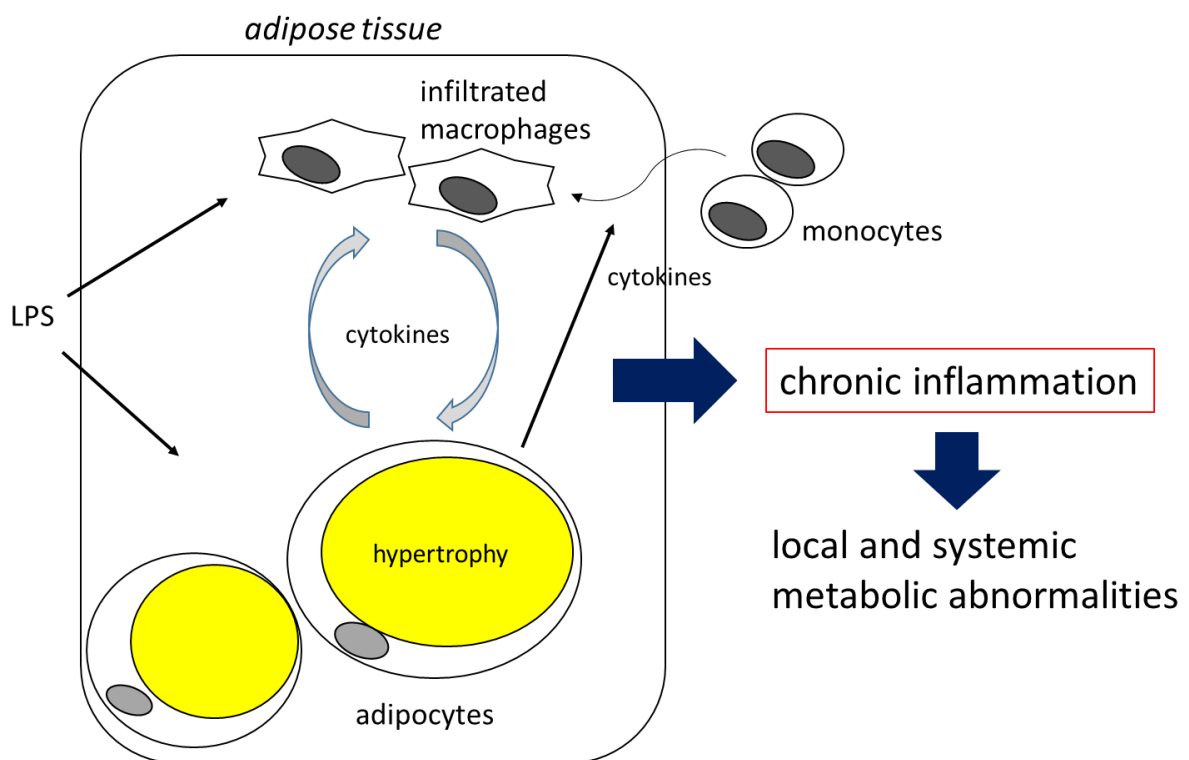 adipose tissue
infiltrated
macrophages
monocytes
cytokines
LPS
cytokines
chronic inflammation
hypertrophy
local and systemic
metabolic abnormalities
adipocytes